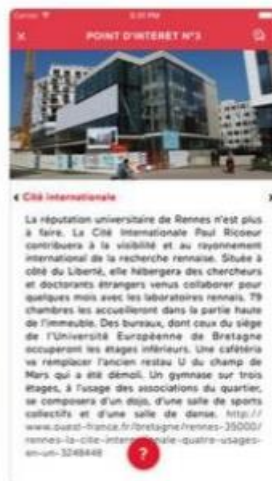 POINT D'INTERÊT N°3
Cité internationale
La réputation universitaire de Rennes n'est plus
à faire. La Cité Internationale Paul Ricoeur
contribuera à la visibilité et au rayonnement
international de la recherche rennaise. Située à
côté du Liberté, elle hébergera des chercheurs
et doctorants étrangers venus collaborer pour
quelques mois avec les laboratoires rennais. 79
chambres les accueilleront dans la partie haute
de l'immeuble. Des bureaux, dont ceux du siège
de l'Université Européenne de Bretagne
occuperont les étages inférieurs. Une cafétéria
va remplacer l'ancien restau U du champ de
Mars qui a été démoli. Un gymnase sur trois
étages, à l'usage des associations du quartier,
se composera d'un dojo, d'une salle de sports
collectifs et d'une salle de danse. http://
www.ouest-france.fr/bretagne/rennes-35000/
rennes-la-cite-internationale-quatre-usages-
en-un-3248448
?